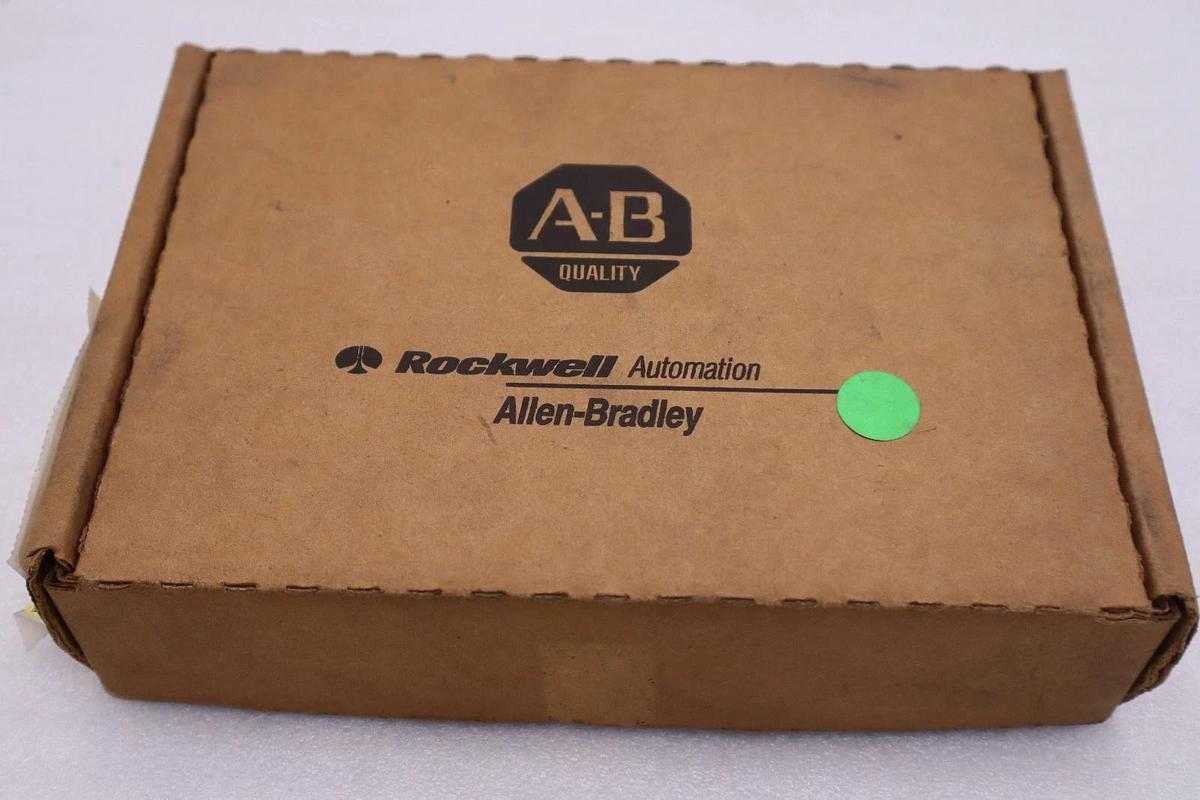 A-B
QUALITY
Rockwell Automation
Allen-Bradley